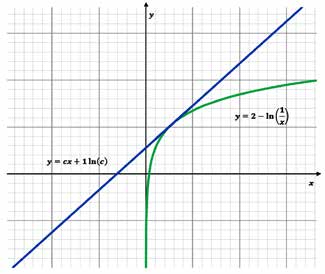 y
y = 2 − ln(1/x)
y = cx + 1 ln(c)
x